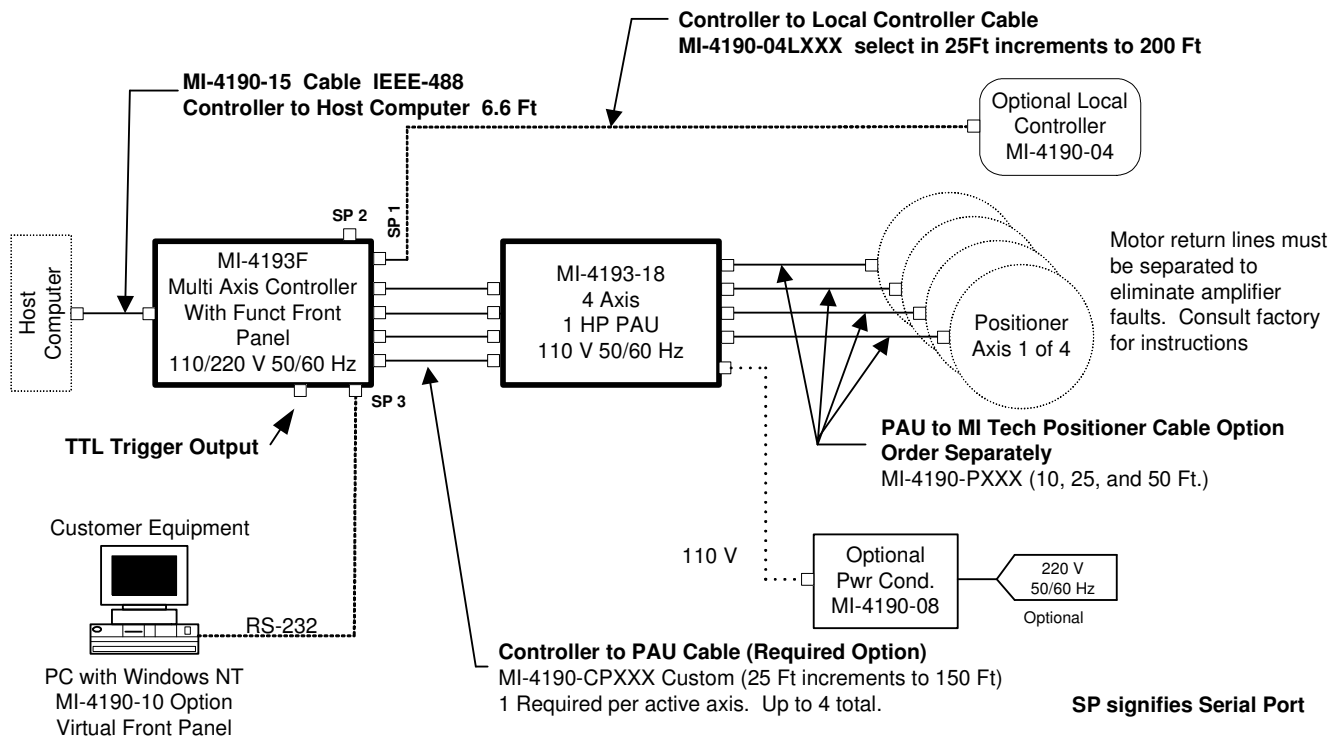 Controller to Local Controller Cable
MI-4190-04LXXX select in 25Ft increments to 200 Ft
MI-4190-15 Cable IEEE-488
Controller to Host Computer 6.6 Ft
Optional Local
Controller
MI-4190-04
SP 2
SP 1
Host
Computer
MI-4193F
Multi Axis Controller
With Funct Front
Panel
110/220 V 50/60 Hz
MI-4193-18
4 Axis
1 HP PAU
110 V 50/60 Hz
Positioner
Axis 1 of 4
Motor return lines must
be separated to
eliminate amplifier
faults. Consult factory
for instructions
SP 3
TTL Trigger Output
PAU to MI Tech Positioner Cable Option
Order Separately
MI-4190-PXXX (10, 25, and 50 Ft.)
Customer Equipment
110 V
Optional
Pwr Cond.
MI-4190-08
220 V
50/60 Hz
Optional
RS-232
PC with Windows NT
MI-4190-10 Option
Virtual Front Panel
Controller to PAU Cable (Required Option)
MI-4190-CPXXX Custom (25 Ft increments to 150 Ft)
1 Required per active axis. Up to 4 total.
SP signifies Serial Port